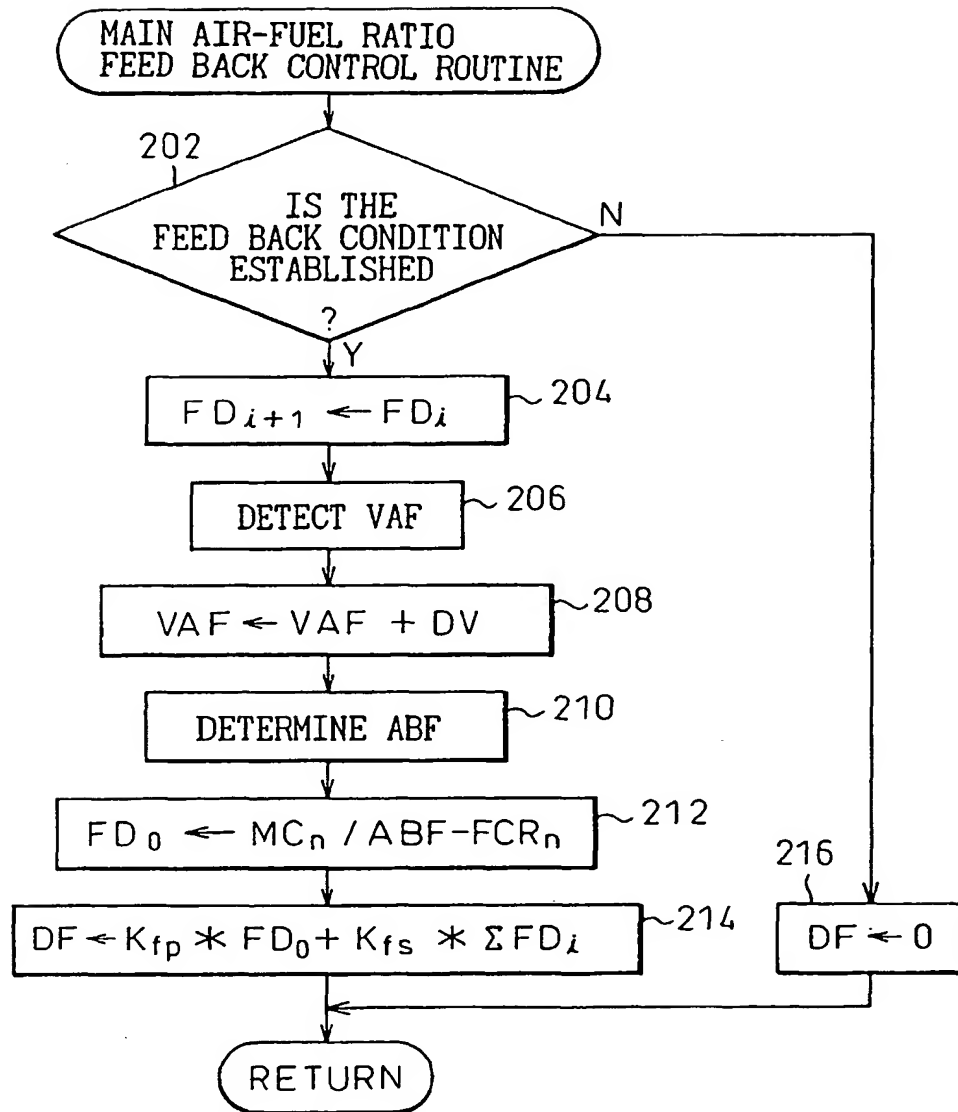 MAIN AIR-FUEL RATIO
FEED BACK CONTROL ROUTINE
202
IS THE
FEED BACK CONDITION
ESTABLISHED
?
N
Y
FDi+1 ← FDi
204
DETECT VAF
206
VAF ← VAF + DV
208
DETERMINE ABF
210
FD0 ← MCn / ABF-FCRn
212
DF ← Kfp * FD0 + Kfs * ΣFDi
214
216
DF ← 0
RETURN